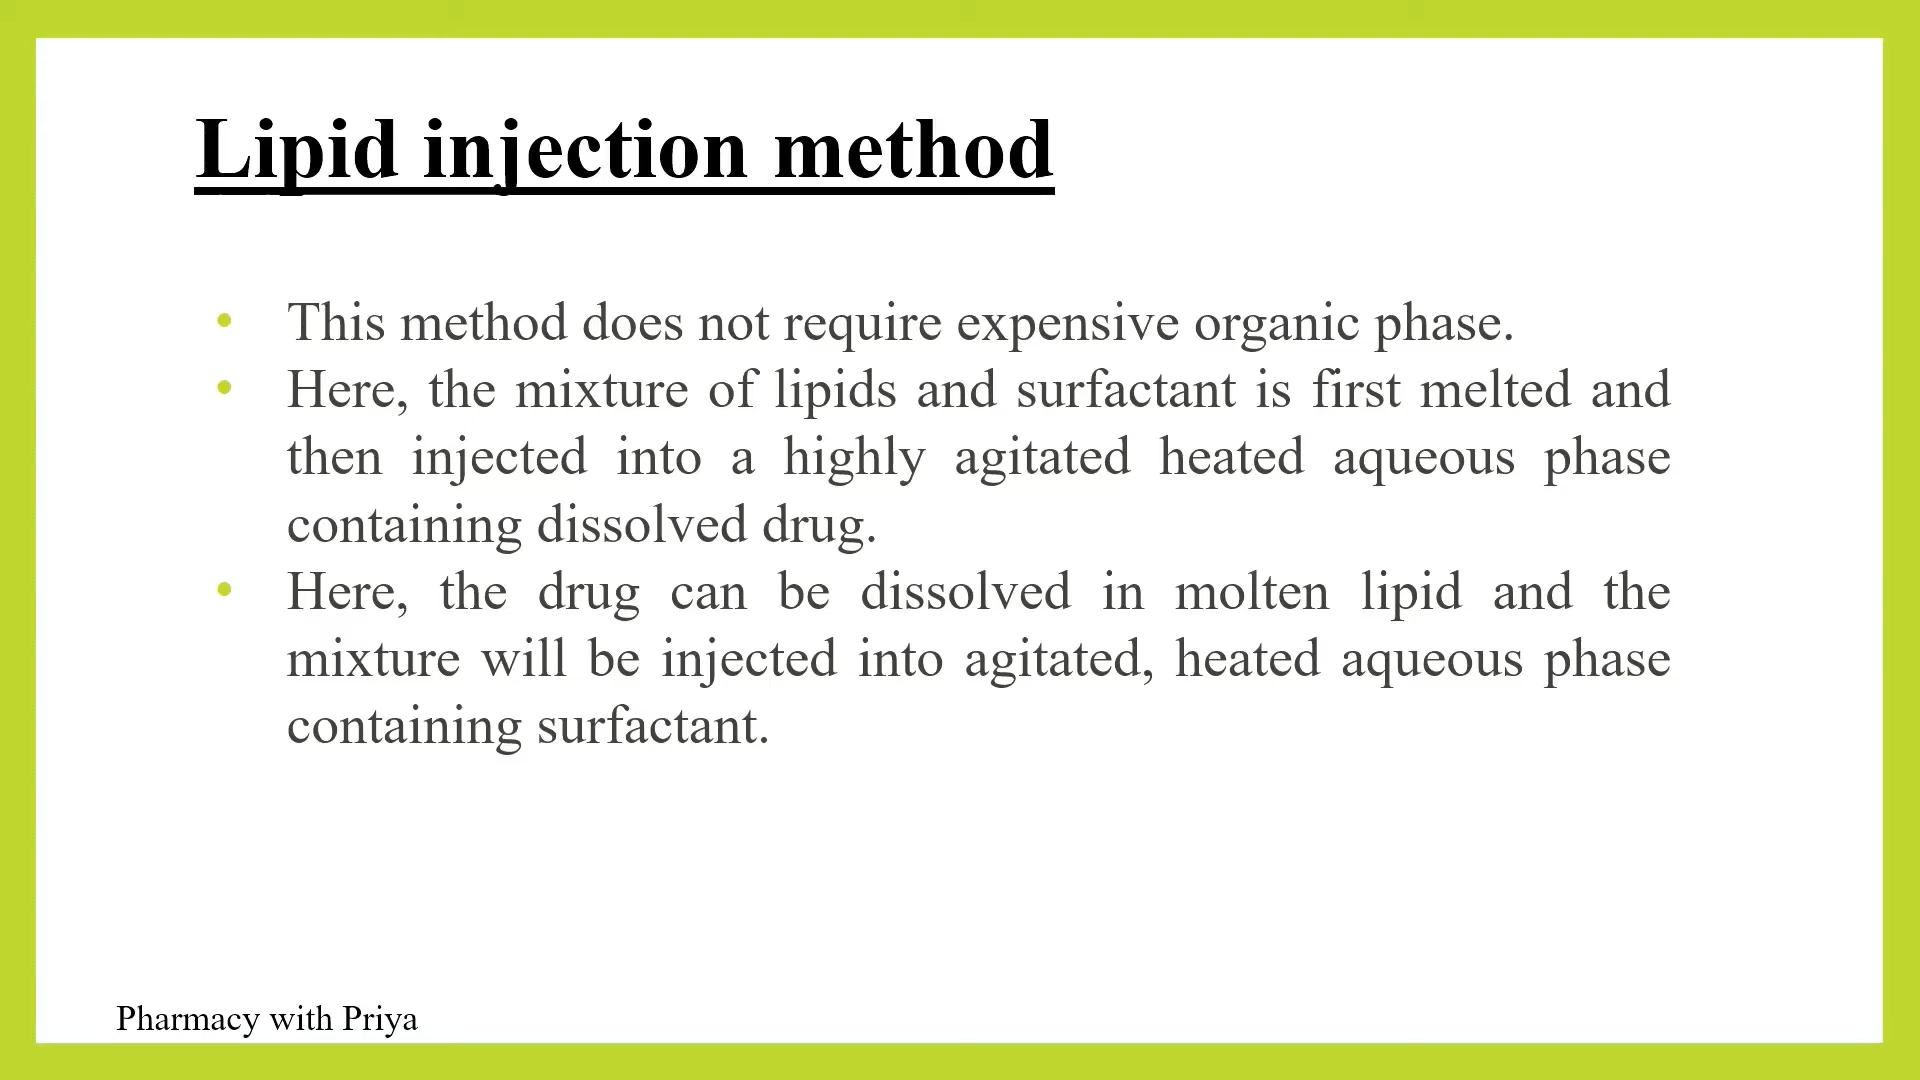 Lipid injection method
• This method does not require expensive organic phase.
• Here, the mixture of lipids and surfactant is first melted and
then injected into a highly agitated heated aqueous phase
containing dissolved drug.
• Here, the drug can be dissolved in molten lipid and the
mixture will be injected into agitated, heated aqueous phase
containing surfactant.
Pharmacy with Priya